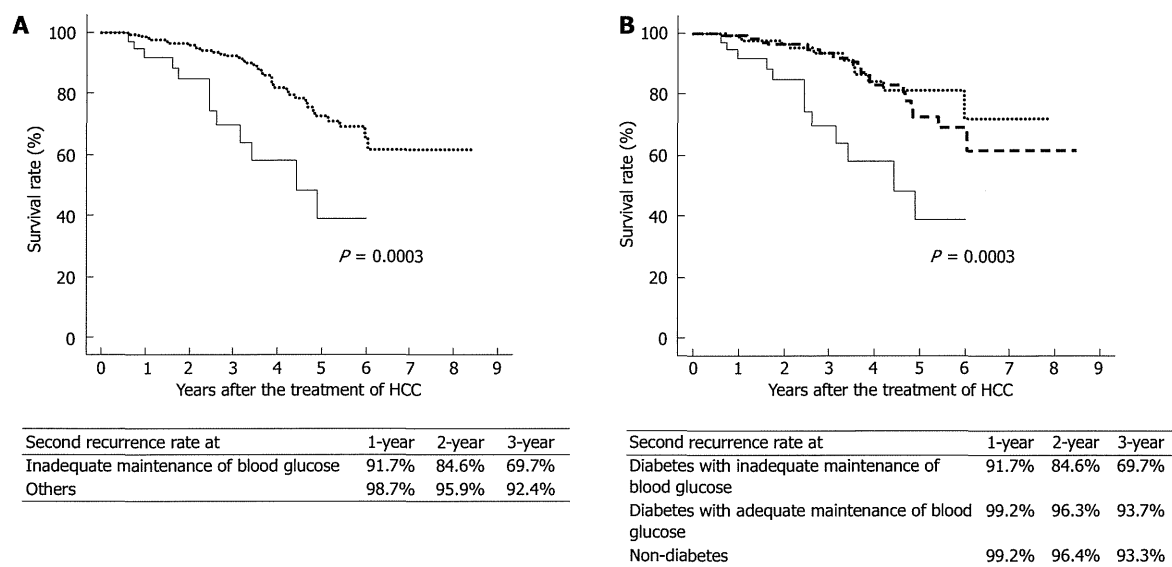 A
100
80
60
40
20
0
Survival rate (%)
P = 0.0003
0 1 2 3 4 5 6 7 8 9
Years after the treatment of HCC
Second recurrence rate at 1-year 2-year 3-year
Inadequate maintenance of blood glucose 91.7% 84.6% 69.7%
Others 98.7% 95.9% 92.4%
B
100
80
60
40
20
0
Survival rate (%)
P = 0.0003
0 1 2 3 4 5 6 7 8 9
Years after the treatment of HCC
Second recurrence rate at 1-year 2-year 3-year
Diabetes with inadequate maintenance of 91.7% 84.6% 69.7%
blood glucose
Diabetes with adequate maintenance of blood 99.2% 96.3% 93.7%
glucose
Non-diabetes 99.2% 96.4% 93.3%